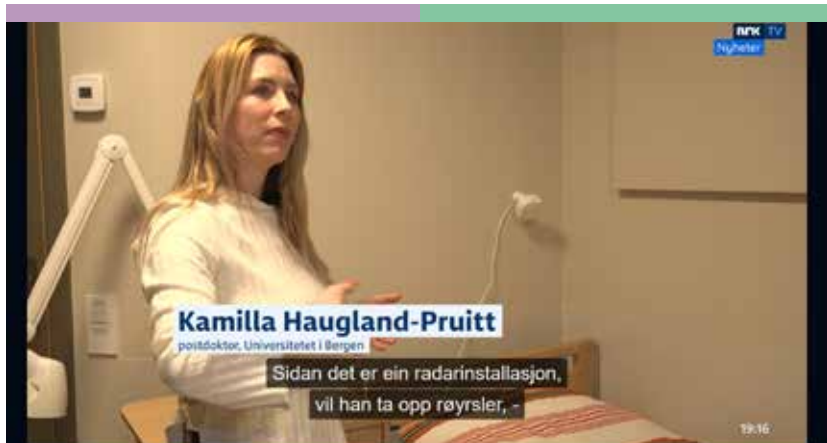 NRK TV
Nyheter
Kamilla Haugland-Pruitt
postdoktor, Universitetet i Bergen
Sidan det er ein radarinstallasjon,
vil han ta opp røyrsler, -
19:16